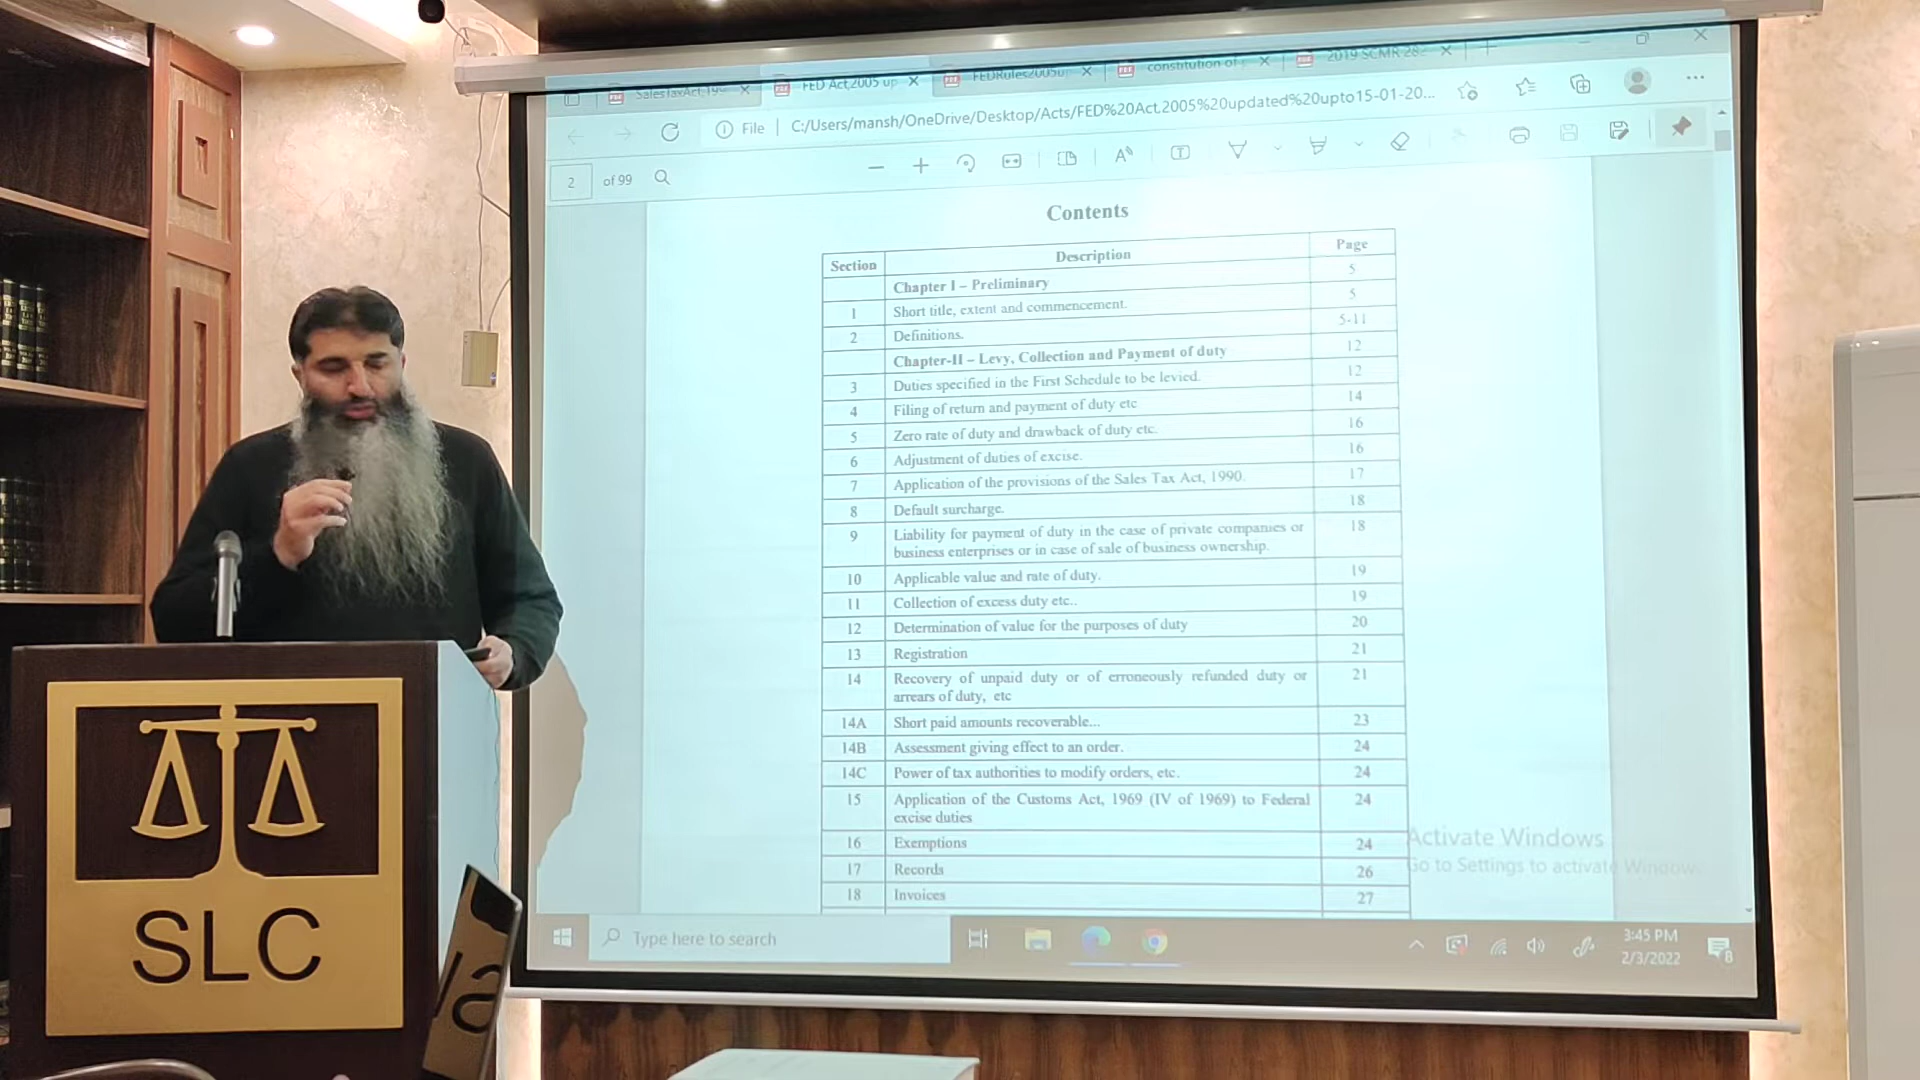 SalesTaxAct,19
FED Act,2005 up
FEDRules2005u
constitution of
2019 SCMR 28
File
C:/Users/mansh/OneDrive/Desktop/Acts/FED%20Act,2005%20updated%20upto15-01-20...
2 of 99
Contents
Section Description Page
Chapter I – Preliminary 5
1 Short title, extent and commencement. 5
2 Definitions. 5-11
Chapter-II – Levy, Collection and Payment of duty 12
3 Duties specified in the First Schedule to be levied. 12
4 Filing of return and payment of duty etc 14
5 Zero rate of duty and drawback of duty etc. 16
6 Adjustment of duties of excise. 16
7 Application of the provisions of the Sales Tax Act, 1990. 17
8 Default surcharge. 18
9 Liability for payment of duty in the case of private companies or 18
business enterprises or in case of sale of business ownership.
10 Applicable value and rate of duty. 19
11 Collection of excess duty etc.. 19
12 Determination of value for the purposes of duty 20
13 Registration 21
14 Recovery of unpaid duty or of erroneously refunded duty or 21
arrears of duty, etc
14A Short paid amounts recoverable... 23
14B Assessment giving effect to an order. 24
14C Power of tax authorities to modify orders, etc. 24
15 Application of the Customs Act, 1969 (IV of 1969) to Federal 24
excise duties
16 Exemptions 24
17 Records 26
18 Invoices 27
Activate Windows
Go to Settings to activate Windows.
Type here to search
3:45 PM
2/3/2022
SLC